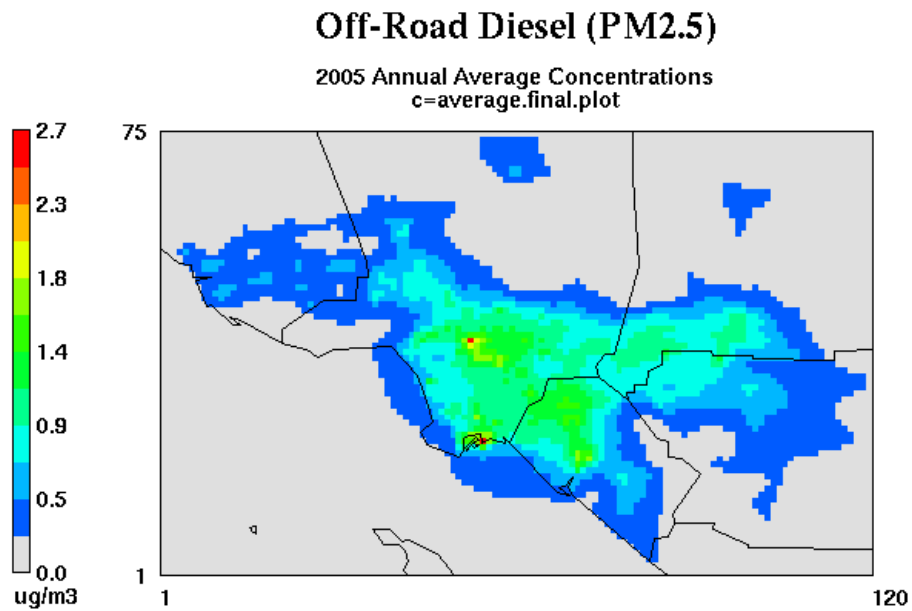 Off-Road Diesel (PM2.5)
2005 Annual Average Concentrations
c=average.final.plot
2.7
2.3
1.8
1.4
0.9
0.5
0.0
ug/m3
75
1
1
120